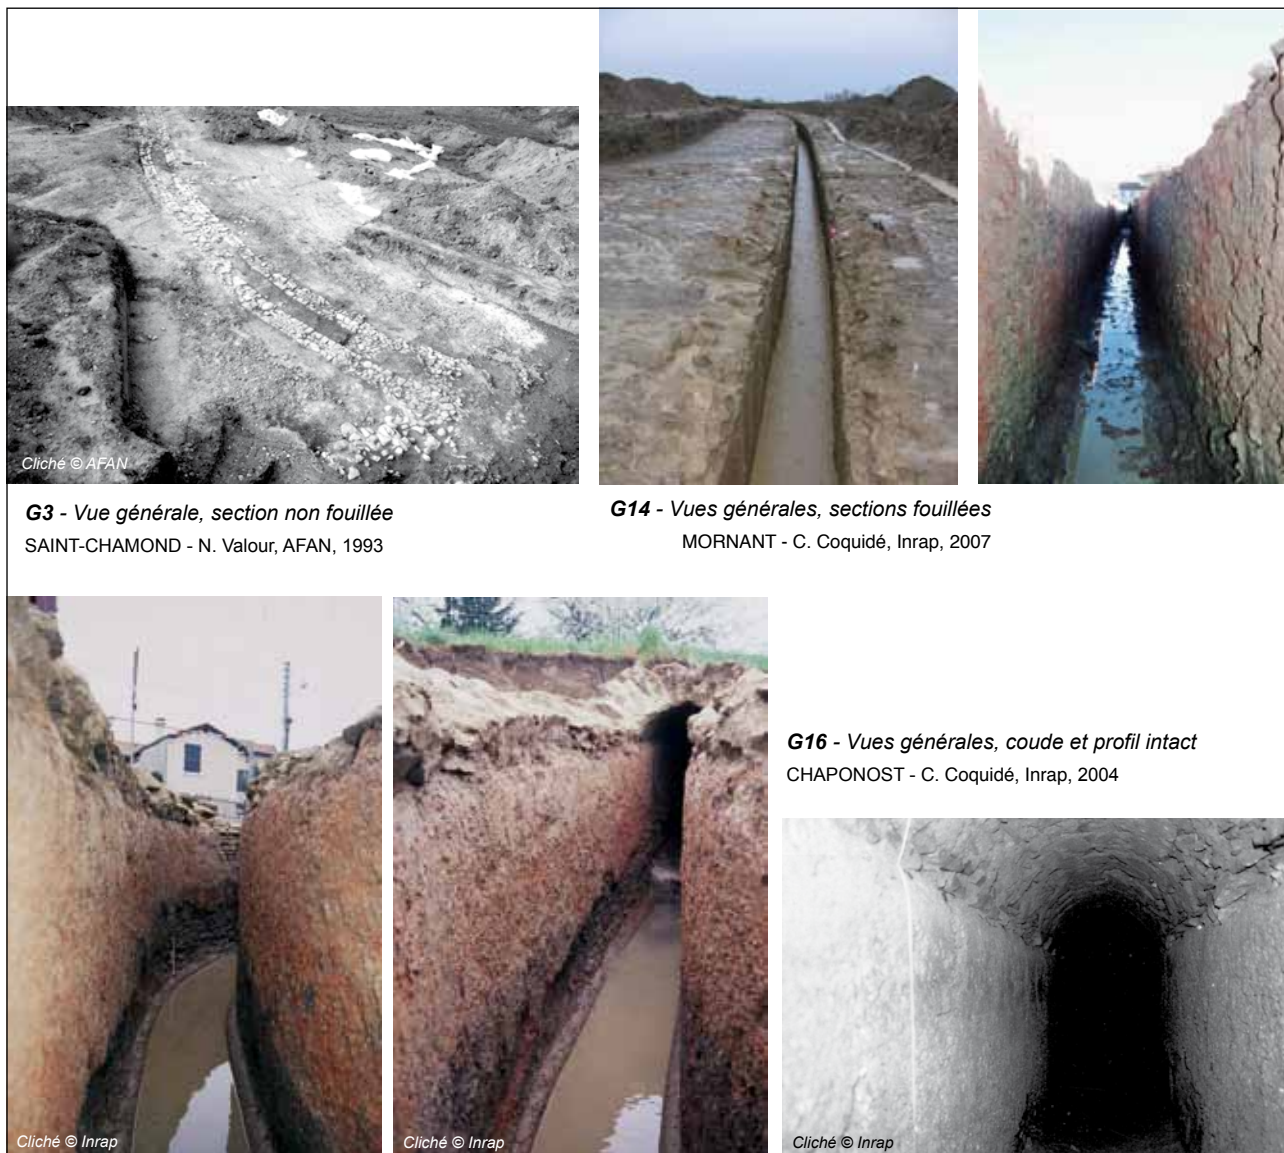 Cliché © AFAN
G3 - Vue générale, section non fouillée
SAINT-CHAMOND - N. Valour, AFAN, 1993
G14 - Vues générales, sections fouillées
MORNANT - C. Coquidé, Inrap, 2007
G16 - Vues générales, coude et profil intact
CHAPONOST - C. Coquidé, Inrap, 2004
Cliché © Inrap
Cliché © Inrap
Cliché © Inrap